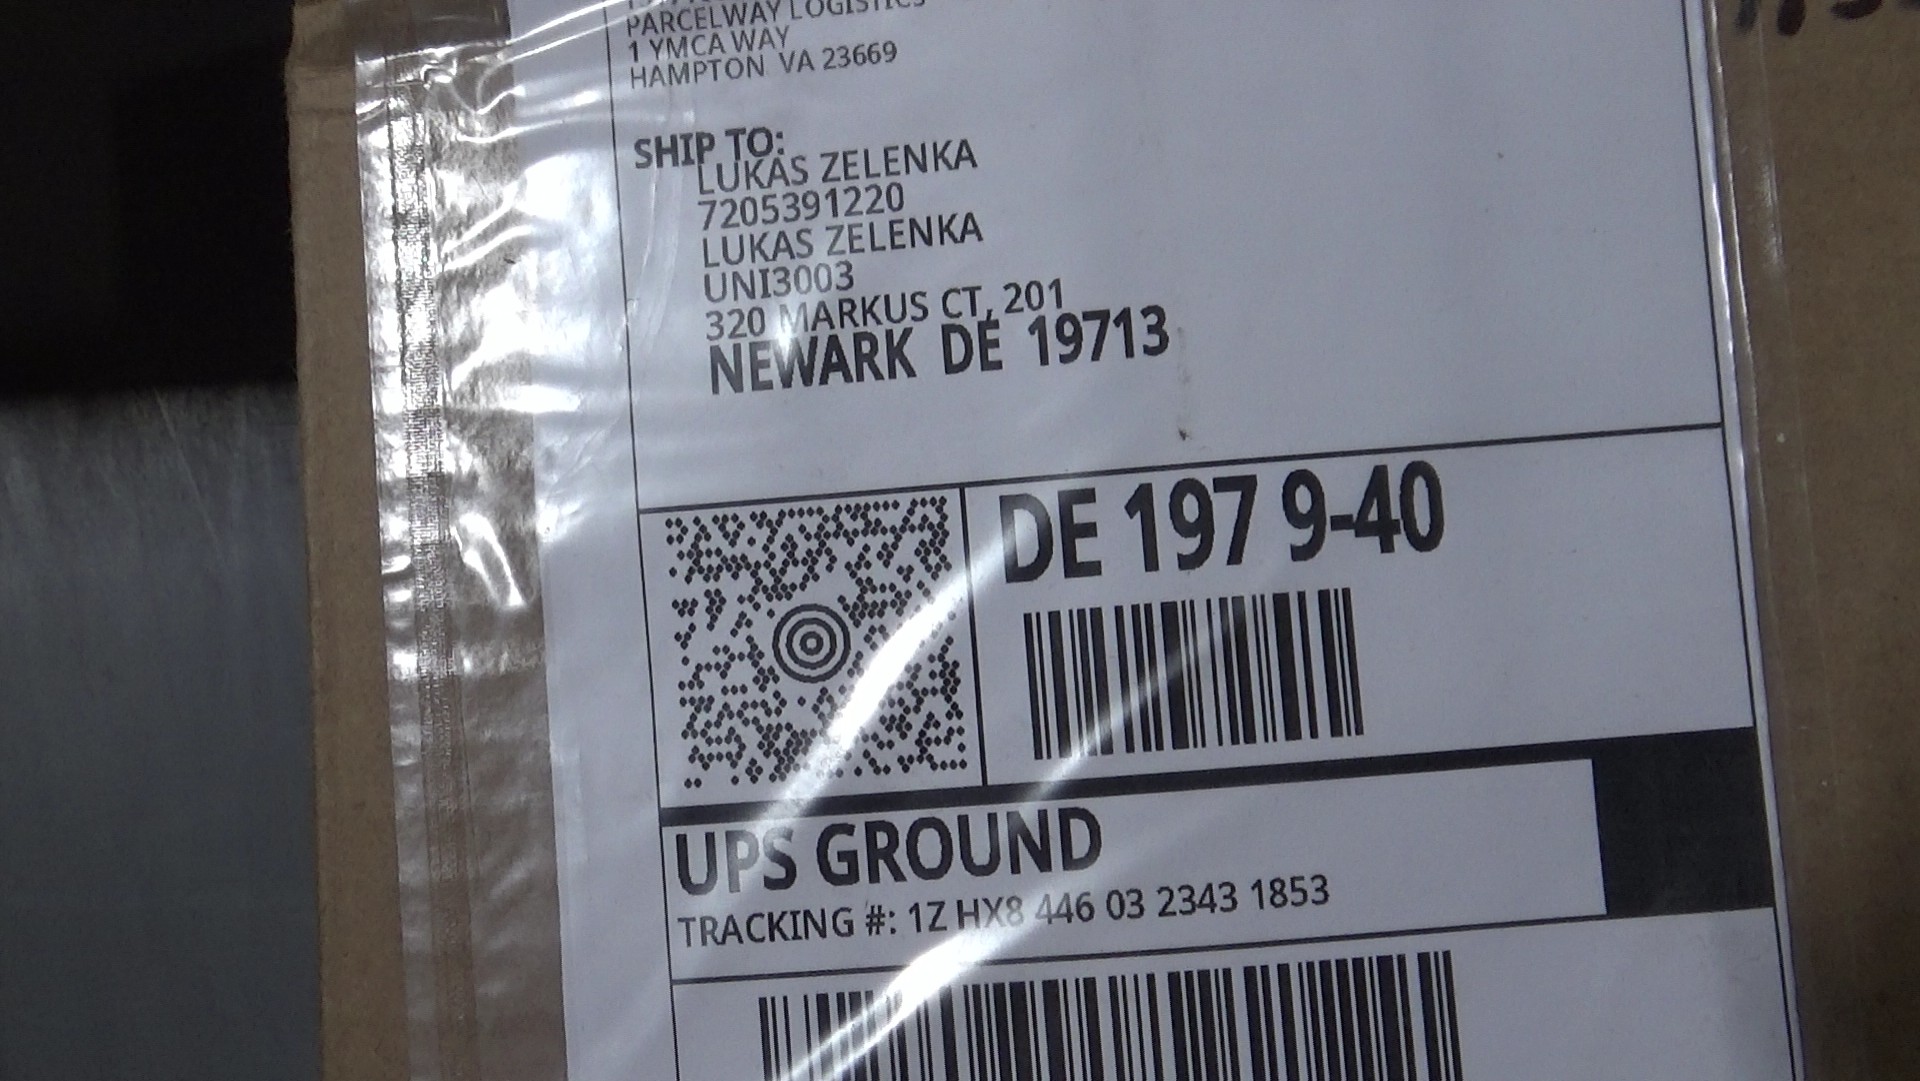 PARCELWAY LOGISTICS
1 YMCA WAY
HAMPTON VA 23669
SHIP TO:
LUKAS ZELENKA
7205391220
LUKAS ZELENKA
UNI3003
320 MARKUS CT, 201
NEWARK DE 19713
DE 197 9-40
UPS GROUND
TRACKING #: 1Z HX8 446 03 2343 1853